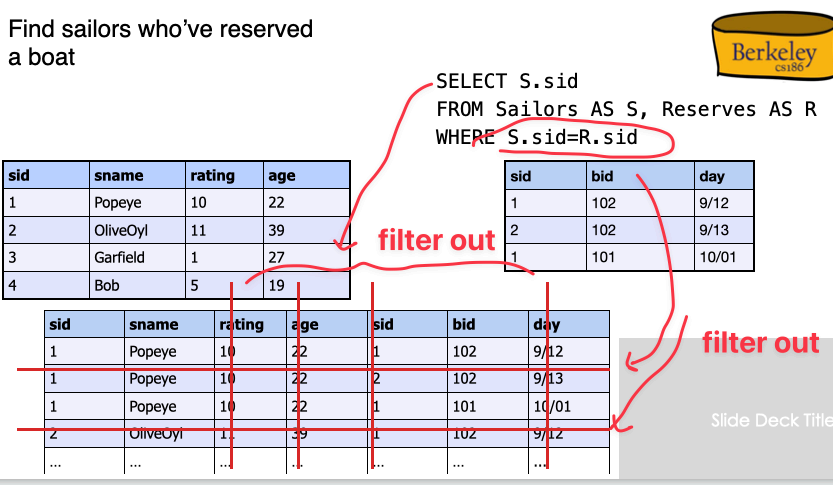 Find sailors who've reserved
a boat
Berkeley
cs186
SELECT S.sid
FROM Sailors AS S, Reserves AS R
WHERE S.sid=R.sid
sid sname rating age
1 Popeye 10 22
2 OliveOyl 11 39
3 Garfield 1 27
4 Bob 5 19
sid bid day
1 102 9/12
2 102 9/13
1 101 10/01
filter out
sid sname rating age sid bid day
1 Popeye 10 22 1 102 9/12
1 Popeye 10 22 2 102 9/13
1 Popeye 10 22 1 101 10/01
2 OliveOyl 11 39 1 102 9/12
... ... ... ... ... ... ...
filter out
Slide Deck Title